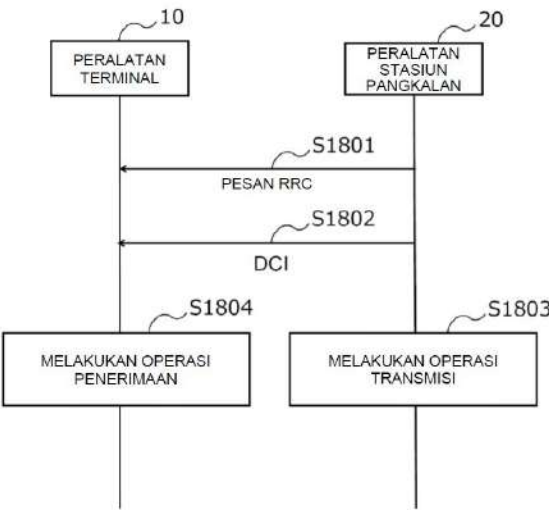 10
PERALATAN
TERMINAL
20
PERALATAN
STASIUN
PANGKALAN
S1801
PESAN RRC
S1802
DCI
S1804
MELAKUKAN OPERASI
PENERIMAAN
S1803
MELAKUKAN OPERASI
TRANSMISI